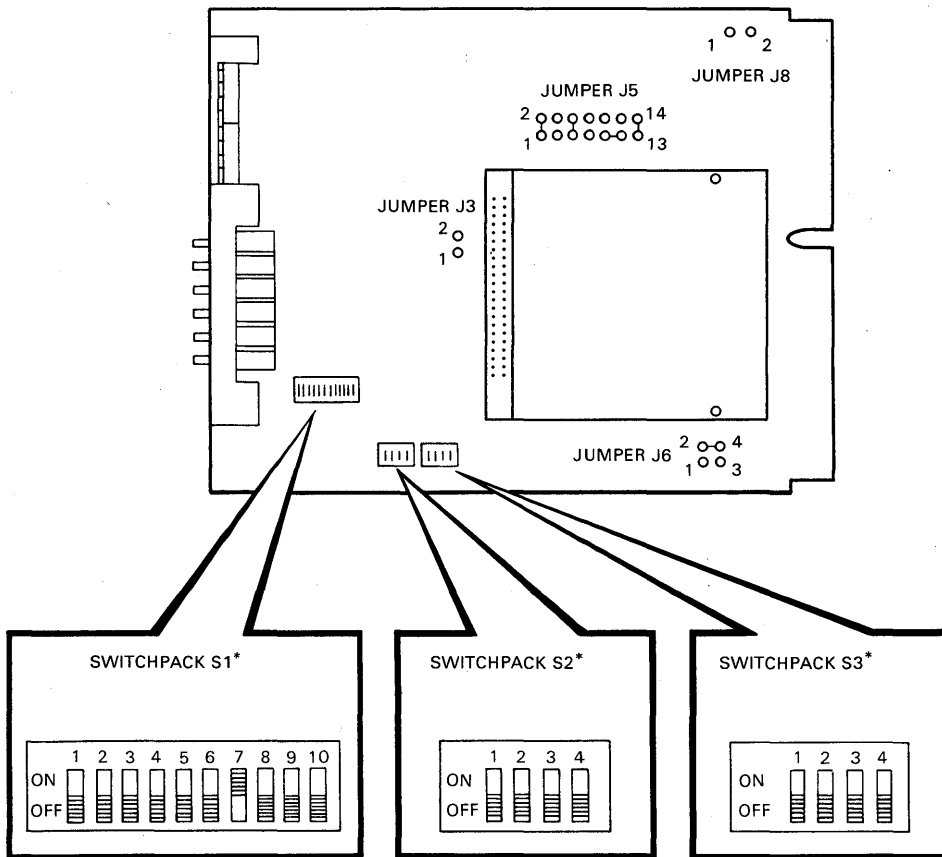 1 2
JUMPER J8
JUMPER J5
2 14
1 13
JUMPER J3
2
1
JUMPER J6
2 4
1 3
SWITCHPACK S1*
1 2 3 4 5 6 7 8 9 10
ON
OFF
SWITCHPACK S2*
1 2 3 4
ON
OFF
SWITCHPACK S3*
1 2 3 4
ON
OFF